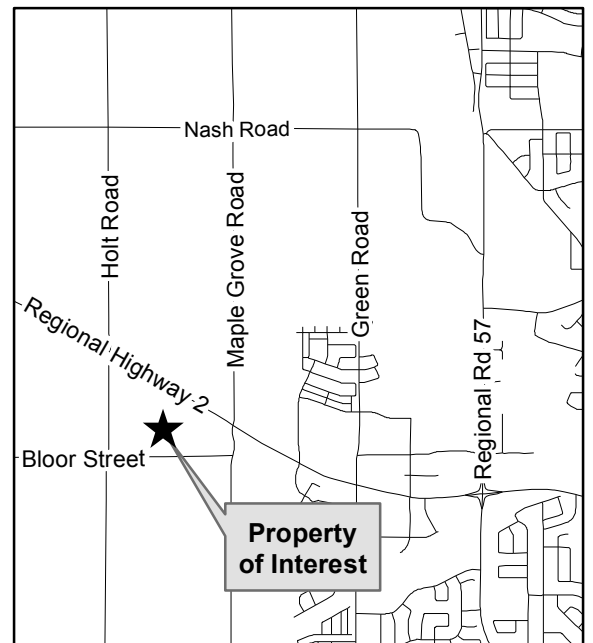 Nash Road
Holt Road
Maple Grove Road
Green Road
Regional Highway 2
Regional Rd 57
Bloor Street
Property
of Interest